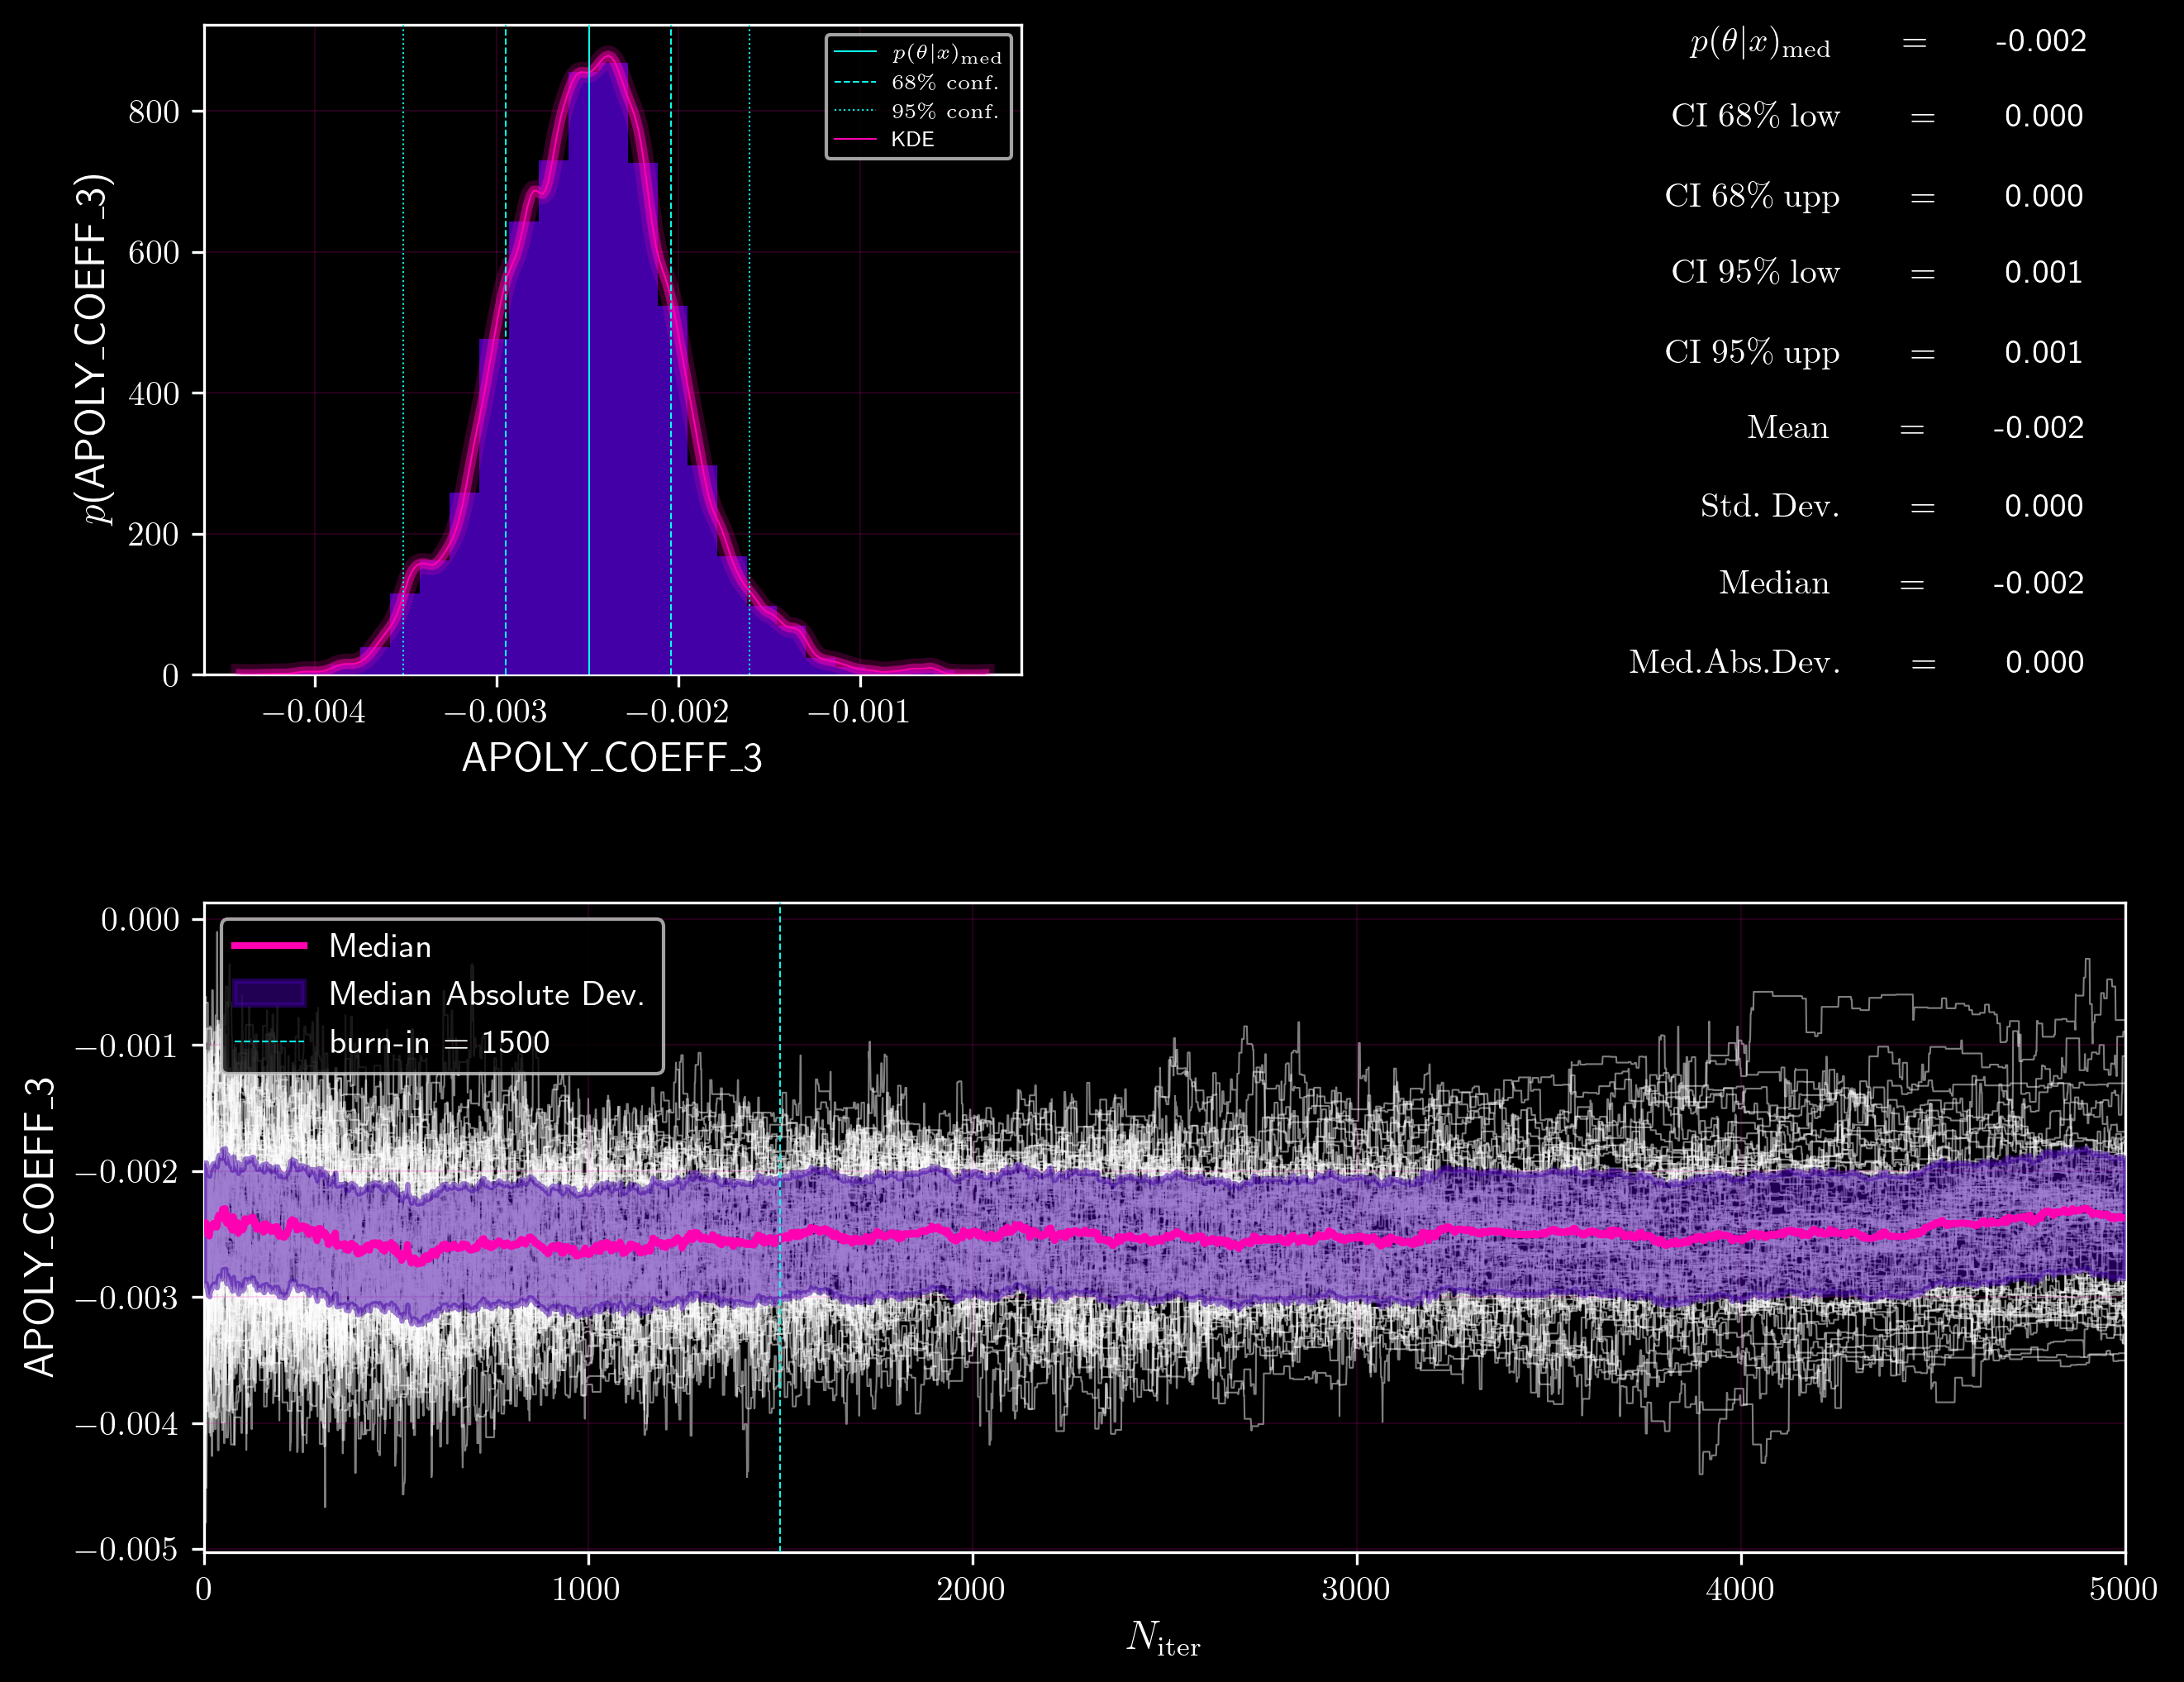 p(APOLY_COEFF_3)
800
600
400
200
0
−0.004 −0.003 −0.002 −0.001
APOLY_COEFF_3
p(θ|x)med
68% conf.
95% conf.
KDE
p(θ|x)med = -0.002
CI 68% low = 0.000
CI 68% upp = 0.000
CI 95% low = 0.001
CI 95% upp = 0.001
Mean = -0.002
Std. Dev. = 0.000
Median = -0.002
Med.Abs.Dev. = 0.000
APOLY_COEFF_3
0.000
−0.001
−0.002
−0.003
−0.004
−0.005
Median
Median Absolute Dev.
burn-in = 1500
0 1000 2000 3000 4000 5000
Niter